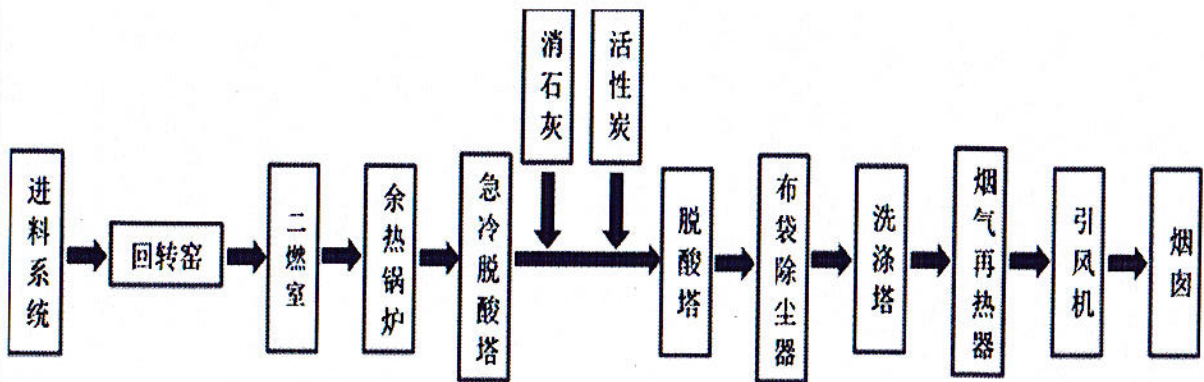 消石灰
活性炭
进料系统
回转窑
二燃室
余热锅炉
急冷脱酸塔
脱酸塔
布袋除尘器
洗涤塔
烟气再热器
引风机
烟囱